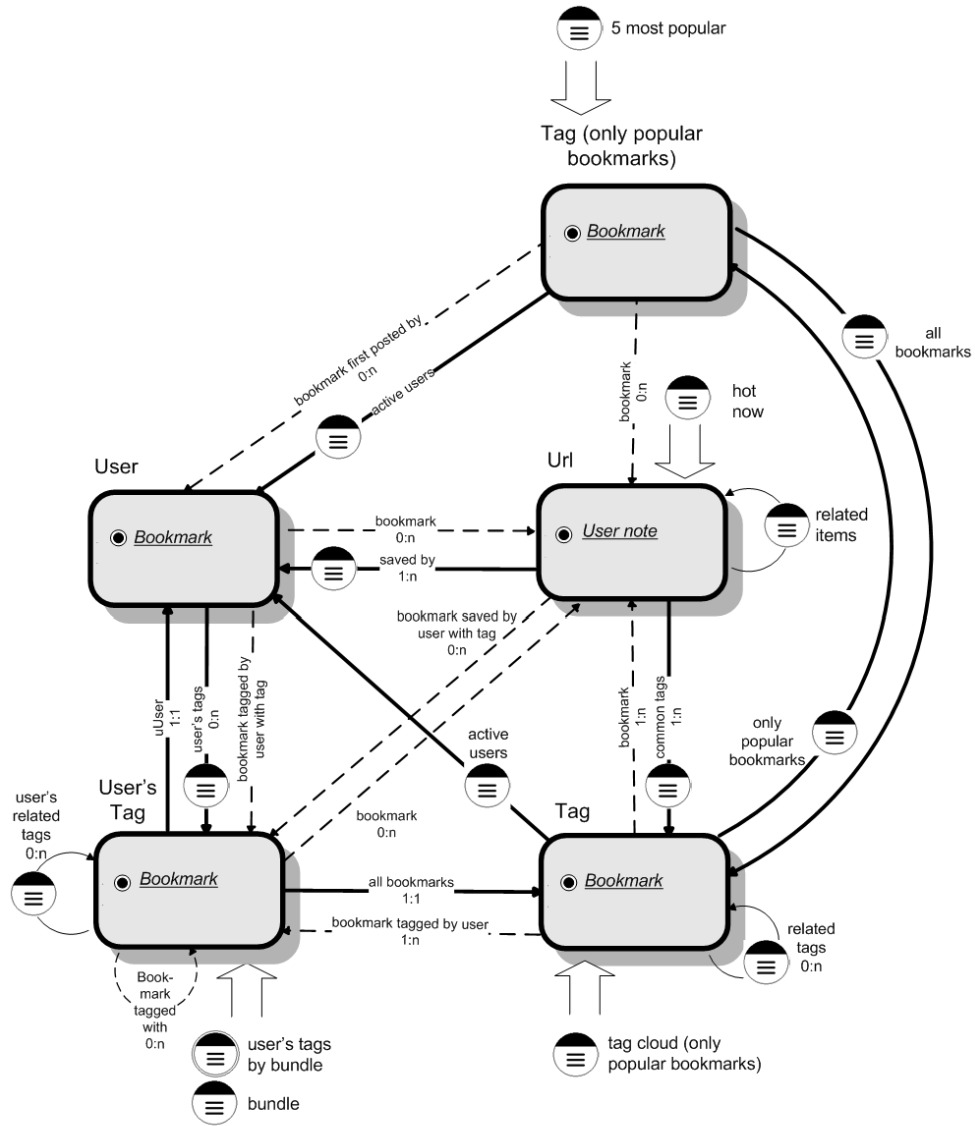 5 most popular
Tag (only popular
bookmarks)
Bookmark
all
bookmarks
bookmark first posted by
0:n
active users
bookmark
0:n
hot
now
User
Url
Bookmark
User note
bookmark
0:n
saved by
1:n
related
items
bookmark saved by
user with tag
0:n
uUser
1:1
user's tags
0:n
bookmark tagged by
user with tag
bookmark
1:n
common tags
1:n
active
users
only
popular
bookmarks
user's
related
tags
0:n
User's
Tag
bookmark
0:n
Tag
Bookmark
Bookmark
all bookmarks
1:1
bookmark tagged by user
1:n
related
tags
0:n
Book-
mark
tagged
with
0:n
user's tags
by bundle
bundle
tag cloud (only
popular bookmarks)